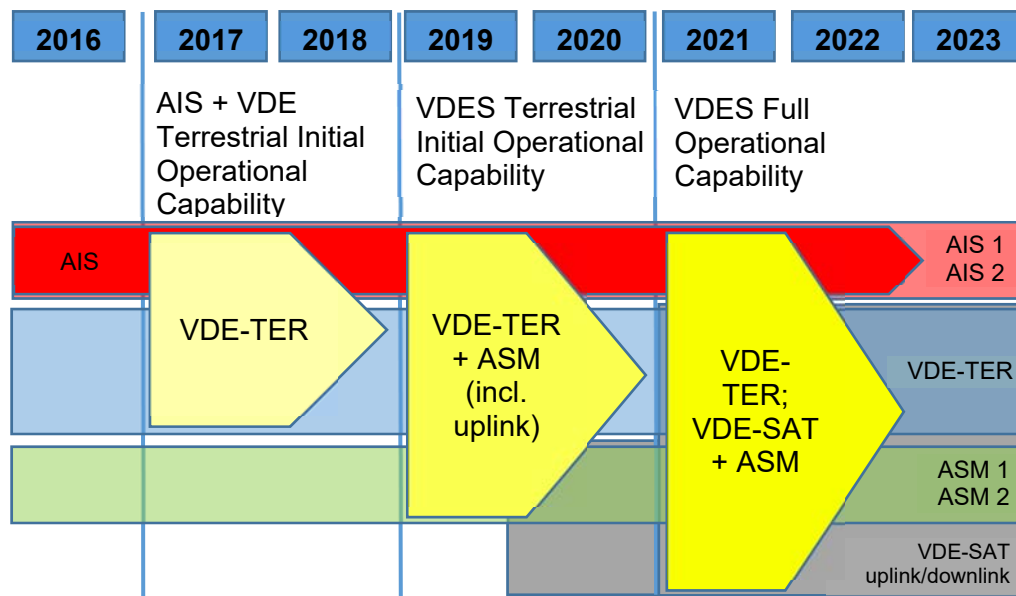 2016
2017
2018
2019
2020
2021
2022
2023
AIS + VDE
Terrestrial Initial
Operational
Capability
VDES Terrestrial
Initial Operational
Capability
VDES Full
Operational
Capability
AIS
AIS 1
AIS 2
VDE-TER
VDE-TER
+ ASM
(incl.
uplink)
VDE-
TER;
VDE-SAT
+ ASM
VDE-TER
ASM 1
ASM 2
VDE-SAT
uplink/downlink